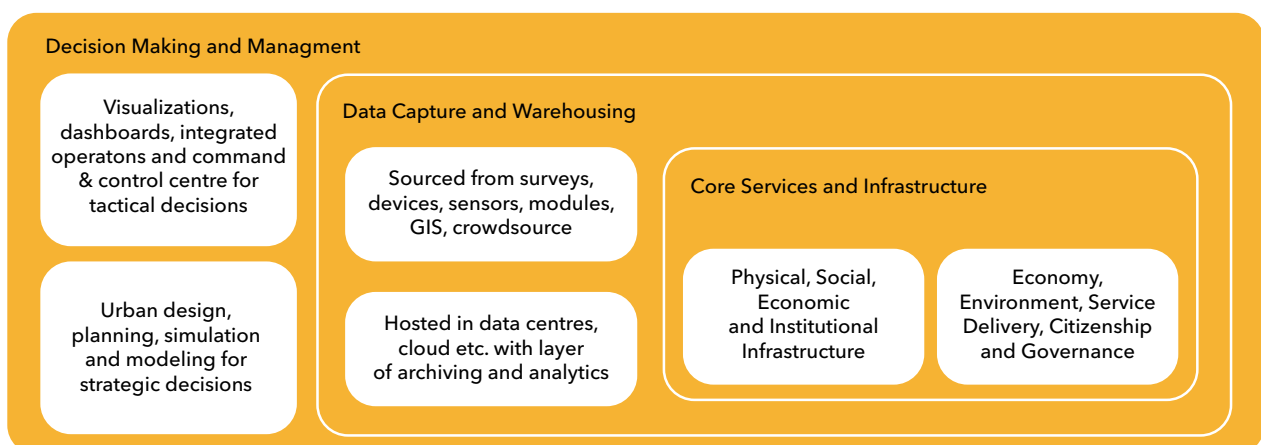 Decision Making and Managment
Visualizations,
dashboards, integrated
operatons and command
& control centre for
tactical decisions
Urban design,
planning, simulation
and modeling for
strategic decisions
Data Capture and Warehousing
Sourced from surveys,
devices, sensors, modules,
GIS, crowdsource
Hosted in data centres,
cloud etc. with layer
of archiving and analytics
Core Services and Infrastructure
Physical, Social,
Economic
and Institutional
Infrastructure
Economy,
Environment, Service
Delivery, Citizenship
and Governance